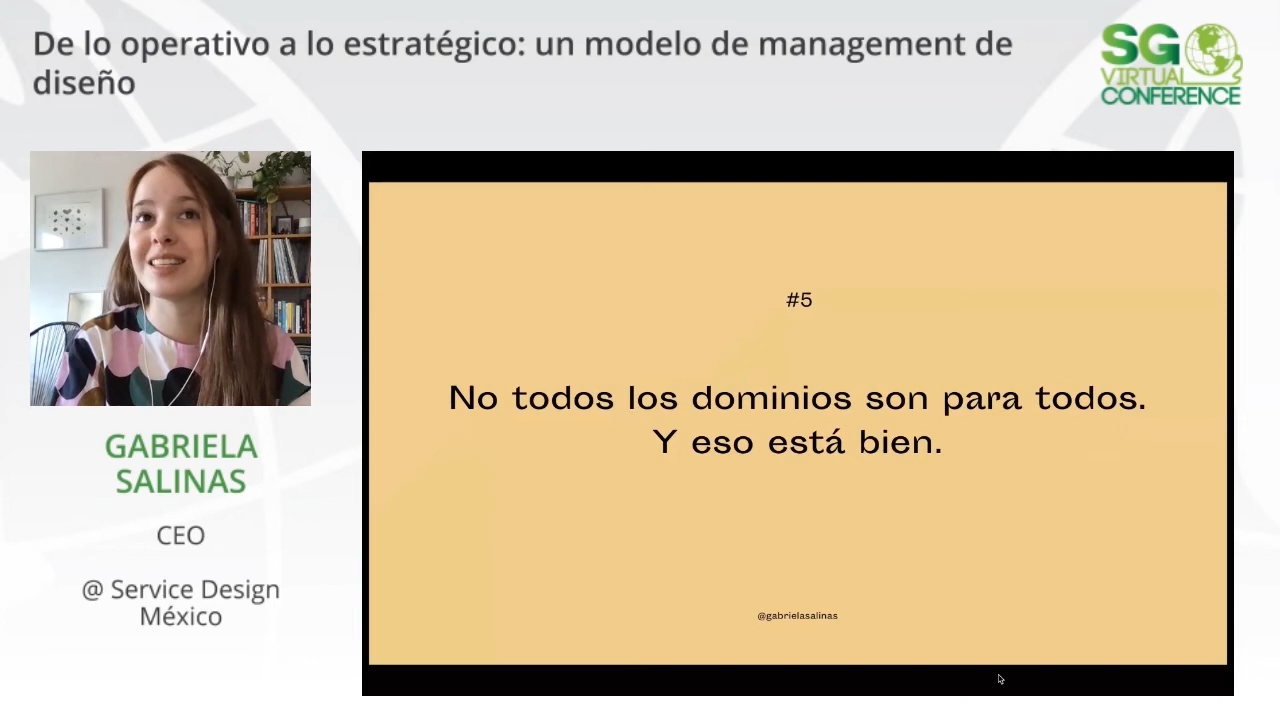 De lo operativo a lo estratégico: un modelo de management de
diseño
SG
VIRTUAL
CONFERENCE
GABRIELA
SALINAS
CEO
@ Service Design
México
#5
No todos los dominios son para todos.
Y eso está bien.
@gabrielasalinas